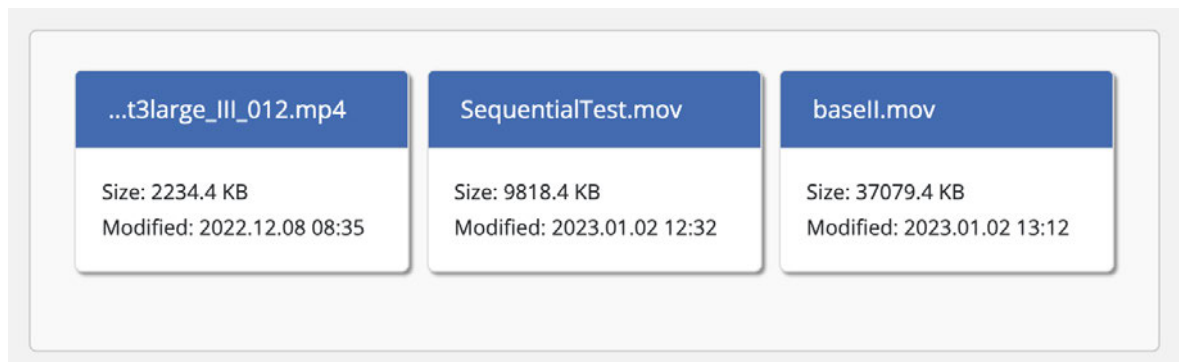 ...t3large_III_012.mp4
Size: 2234.4 KB
Modified: 2022.12.08 08:35
SequentialTest.mov
Size: 9818.4 KB
Modified: 2023.01.02 12:32
baseII.mov
Size: 37079.4 KB
Modified: 2023.01.02 13:12